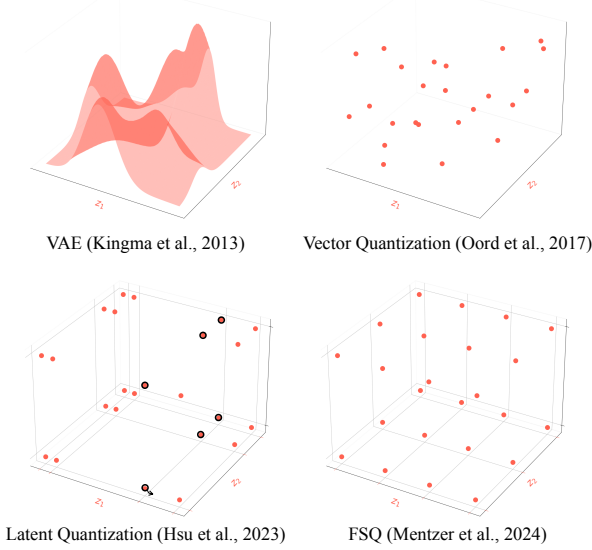 z₁
z₂
z₁
z₂
VAE (Kingma et al., 2013)
Vector Quantization (Oord et al., 2017)
z₁
z₂
z₁
z₂
Latent Quantization (Hsu et al., 2023)
FSQ (Mentzer et al., 2024)